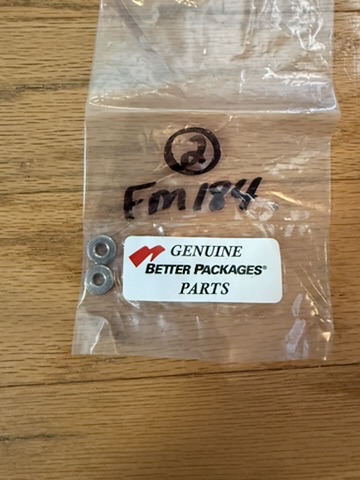 2
FM184
GENUINE
BETTER PACKAGES®
PARTS